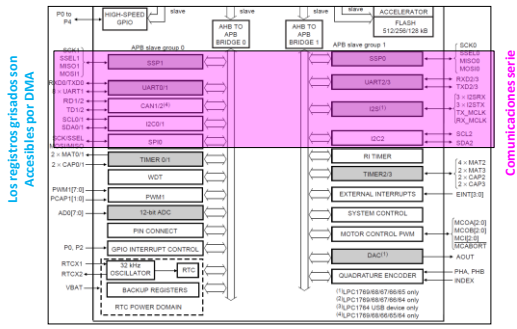 Los registros grisados son
Accesibles por DMA
P0 to
P4
HIGH-SPEED
GPIO
slave
AHB TO
APB
BRIDGE 0
slave
AHB TO
APB
BRIDGE 1
slave
ACCELERATOR
FLASH
512/256/128 kB
APB slave group 0
SCK1
SSEL1
MISO1
MOSI1
SSP1
RXD0/TXD0
8 × UART1
UART0/1
RD1/2
TD1/2
CAN1/2(4)
SCL0/1
SDA0/1
I2C0/1
SCK/SSEL
MOSI/MISO
SPI0
2 × MAT0/1
2 × CAP0/1
TIMER 0/1
WDT
PWM1[7:0]
PCAP1[1:0]
PWM1
AD0[7:0]
12-bit ADC
PIN CONNECT
P0, P2
GPIO INTERRUPT CONTROL
RTCX1
RTCX2
32 kHz
OSCILLATOR
RTC
VBAT
BACKUP REGISTERS
RTC POWER DOMAIN
APB slave group 1
SSP0
SCK0
SSEL0
MISO0
MOSI0
UART2/3
RXD2/3
TXD2/3
I2S(1)
3 × I2SRX
3 × I2STX
TX_MCLK
RX_MCLK
I2C2
SCL2
SDA2
RI TIMER
TIMER2/3
4 × MAT2
2 × MAT3
2 × CAP2
2 × CAP3
EXTERNAL INTERRUPTS
EINT[3:0]
SYSTEM CONTROL
MOTOR CONTROL PWM
MCOA[2:0]
MCOB[2:0]
MCI[2:0]
MCABORT
DAC(1)
AOUT
QUADRATURE ENCODER
PHA, PHB
INDEX
(1)LPC1769/68/67/66/65 only
(2)LPC1769/68/67/66/64 only
(3)LPC1764 USB device only
(4)LPC1769/68/66/65/64 only
Comunicaciones serie